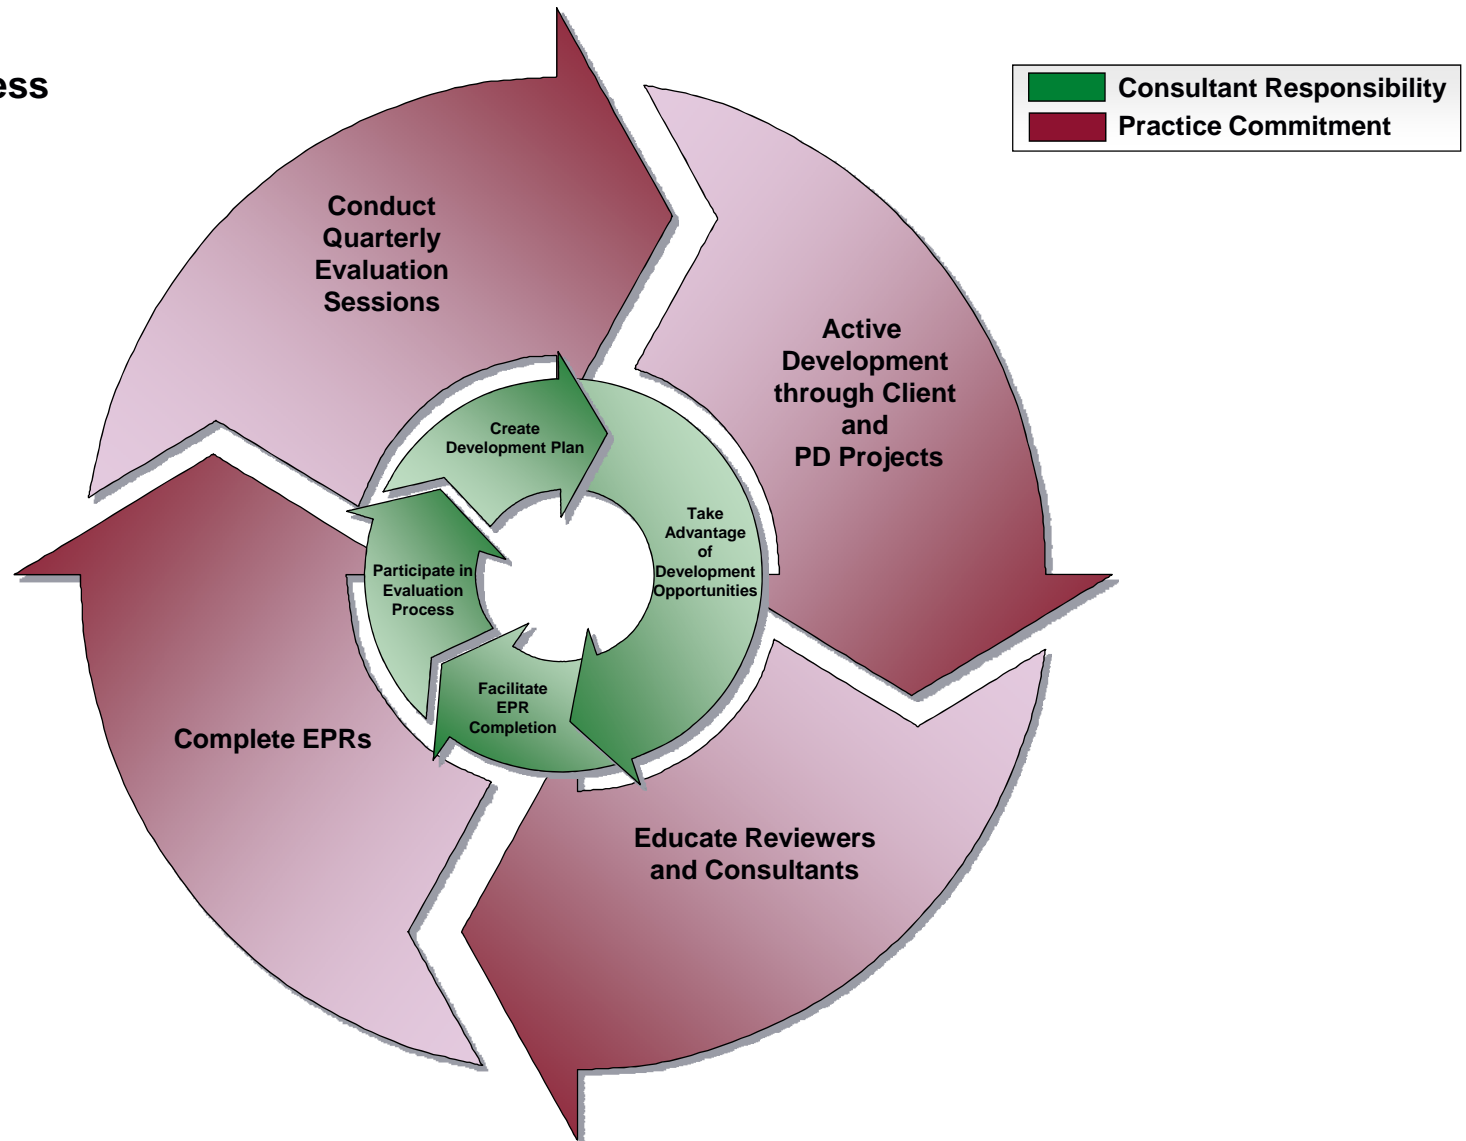 ess
Consultant Responsibility
Practice Commitment
Conduct
Quarterly
Evaluation
Sessions
Active
Development
through Client
and
PD Projects
Create
Development Plan
Take
Advantage
of
Development
Opportunities
Participate in
Evaluation
Process
Facilitate
EPR
Completion
Complete EPRs
Educate Reviewers
and Consultants